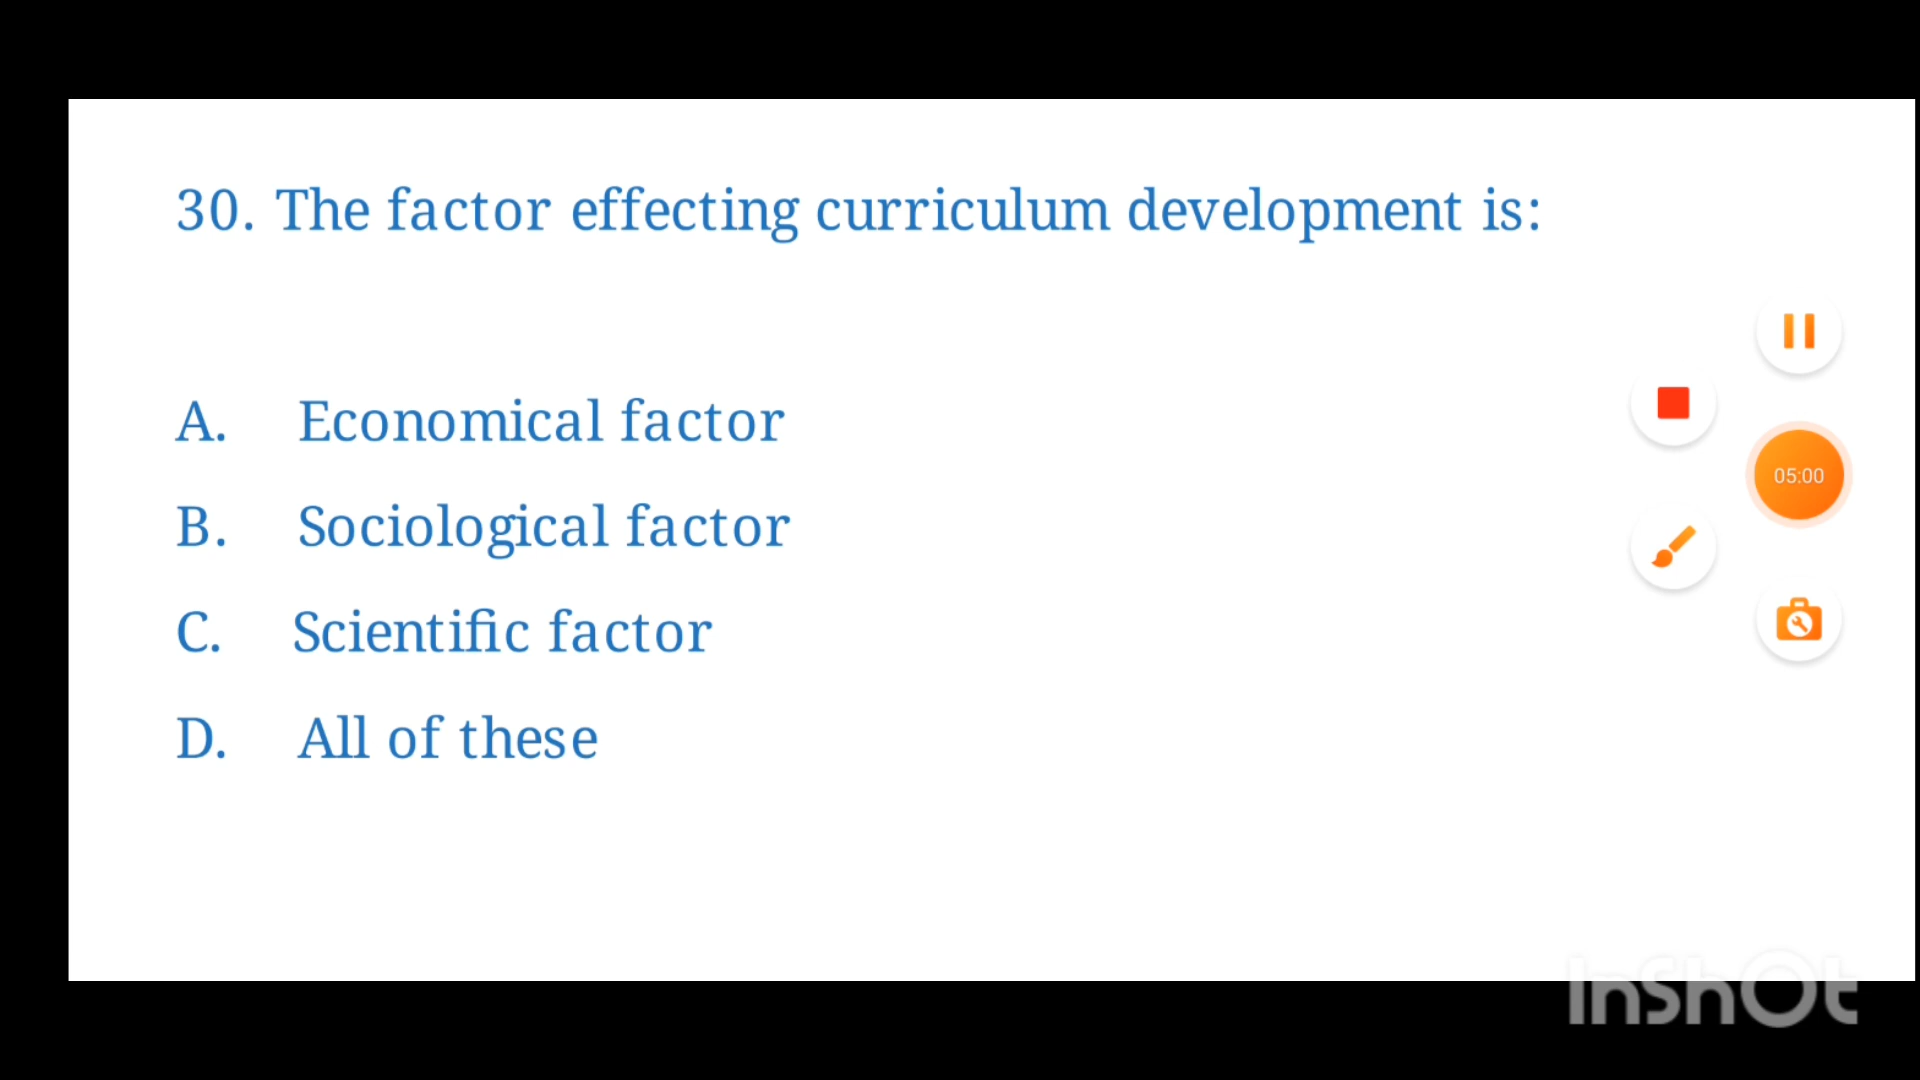 30. The factor effecting curriculum development is:
A. Economical factor
B. Sociological factor
C. Scientific factor
D. All of these
05:00
InShOt